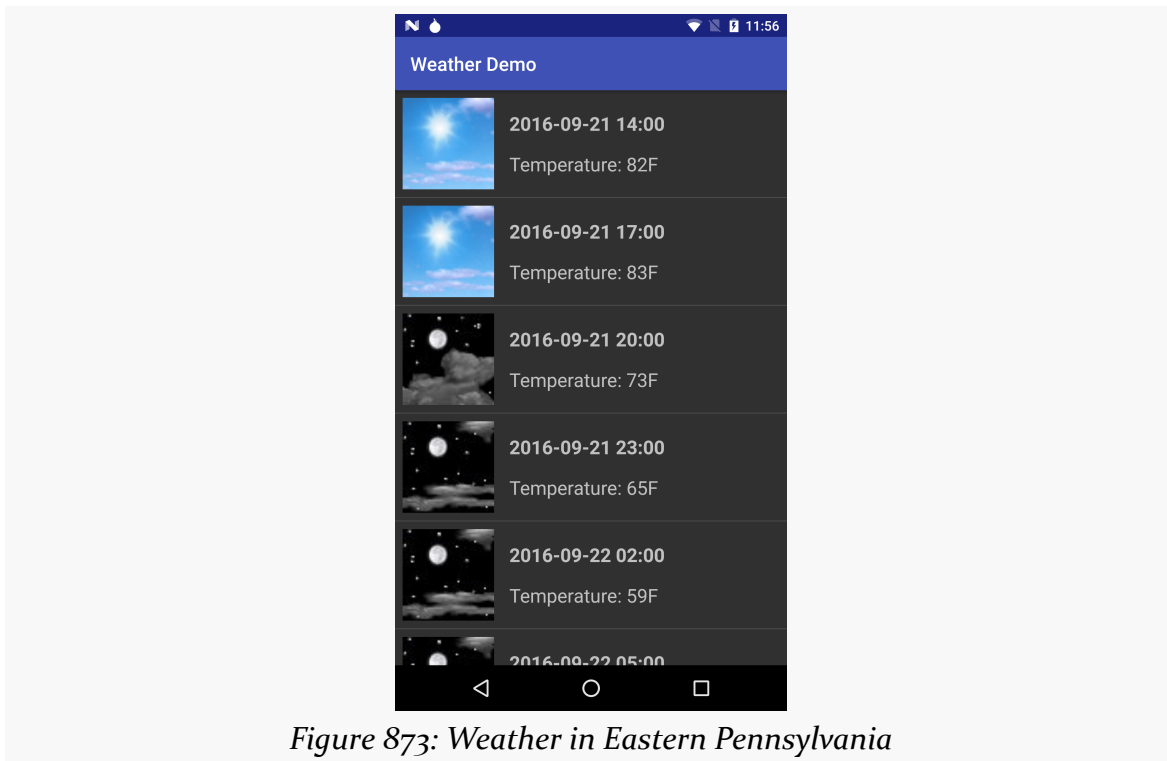 11:56
Weather Demo
2016-09-21 14:00
Temperature: 82F
2016-09-21 17:00
Temperature: 83F
2016-09-21 20:00
Temperature: 73F
2016-09-21 23:00
Temperature: 65F
2016-09-22 02:00
Temperature: 59F
2016-09-22 05:00
Figure 873: Weather in Eastern Pennsylvania